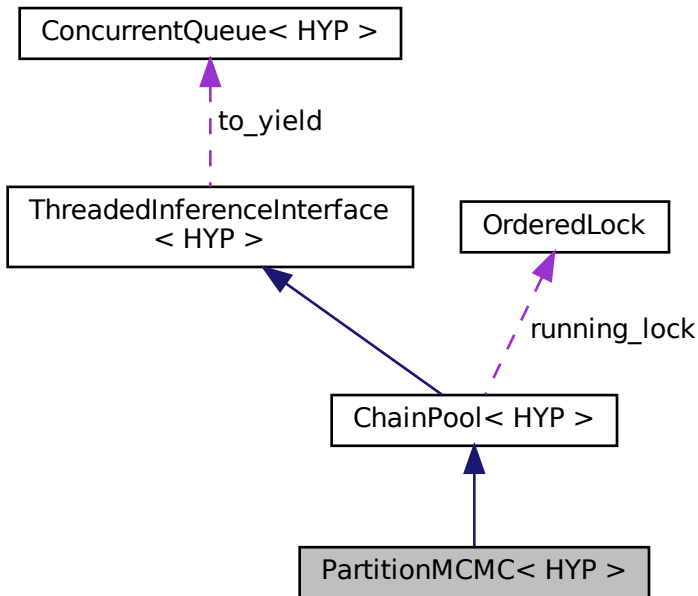 ConcurrentQueue< HYP >
to_yield
ThreadedInferenceInterface
< HYP >
OrderedLock
running_lock
ChainPool< HYP >
PartitionMCMC< HYP >